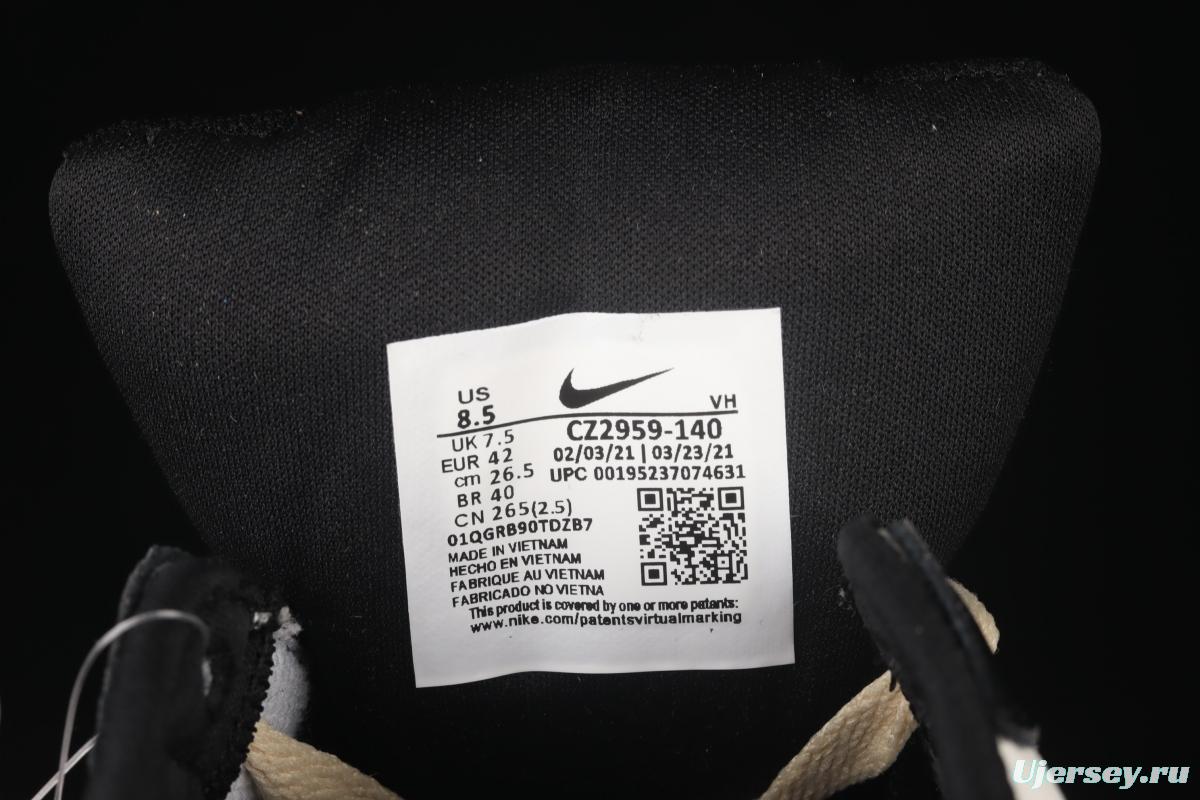 US
8.5
VH
UK 7.5
EUR 42
cm 26.5
BR 40
CN 265(2.5)
CZ2959-140
02/03/21 | 03/23/21
UPC 00195237074631
01QGRB90TDZB7
MADE IN VIETNAM
HECHO EN VIETNAM
FABRIQUE AU VIETNAM
FABRICADO NO VIETNA
This product is covered by one or more patents:
www.nike.com/patentsvirtualmarking
Ujersey.ru